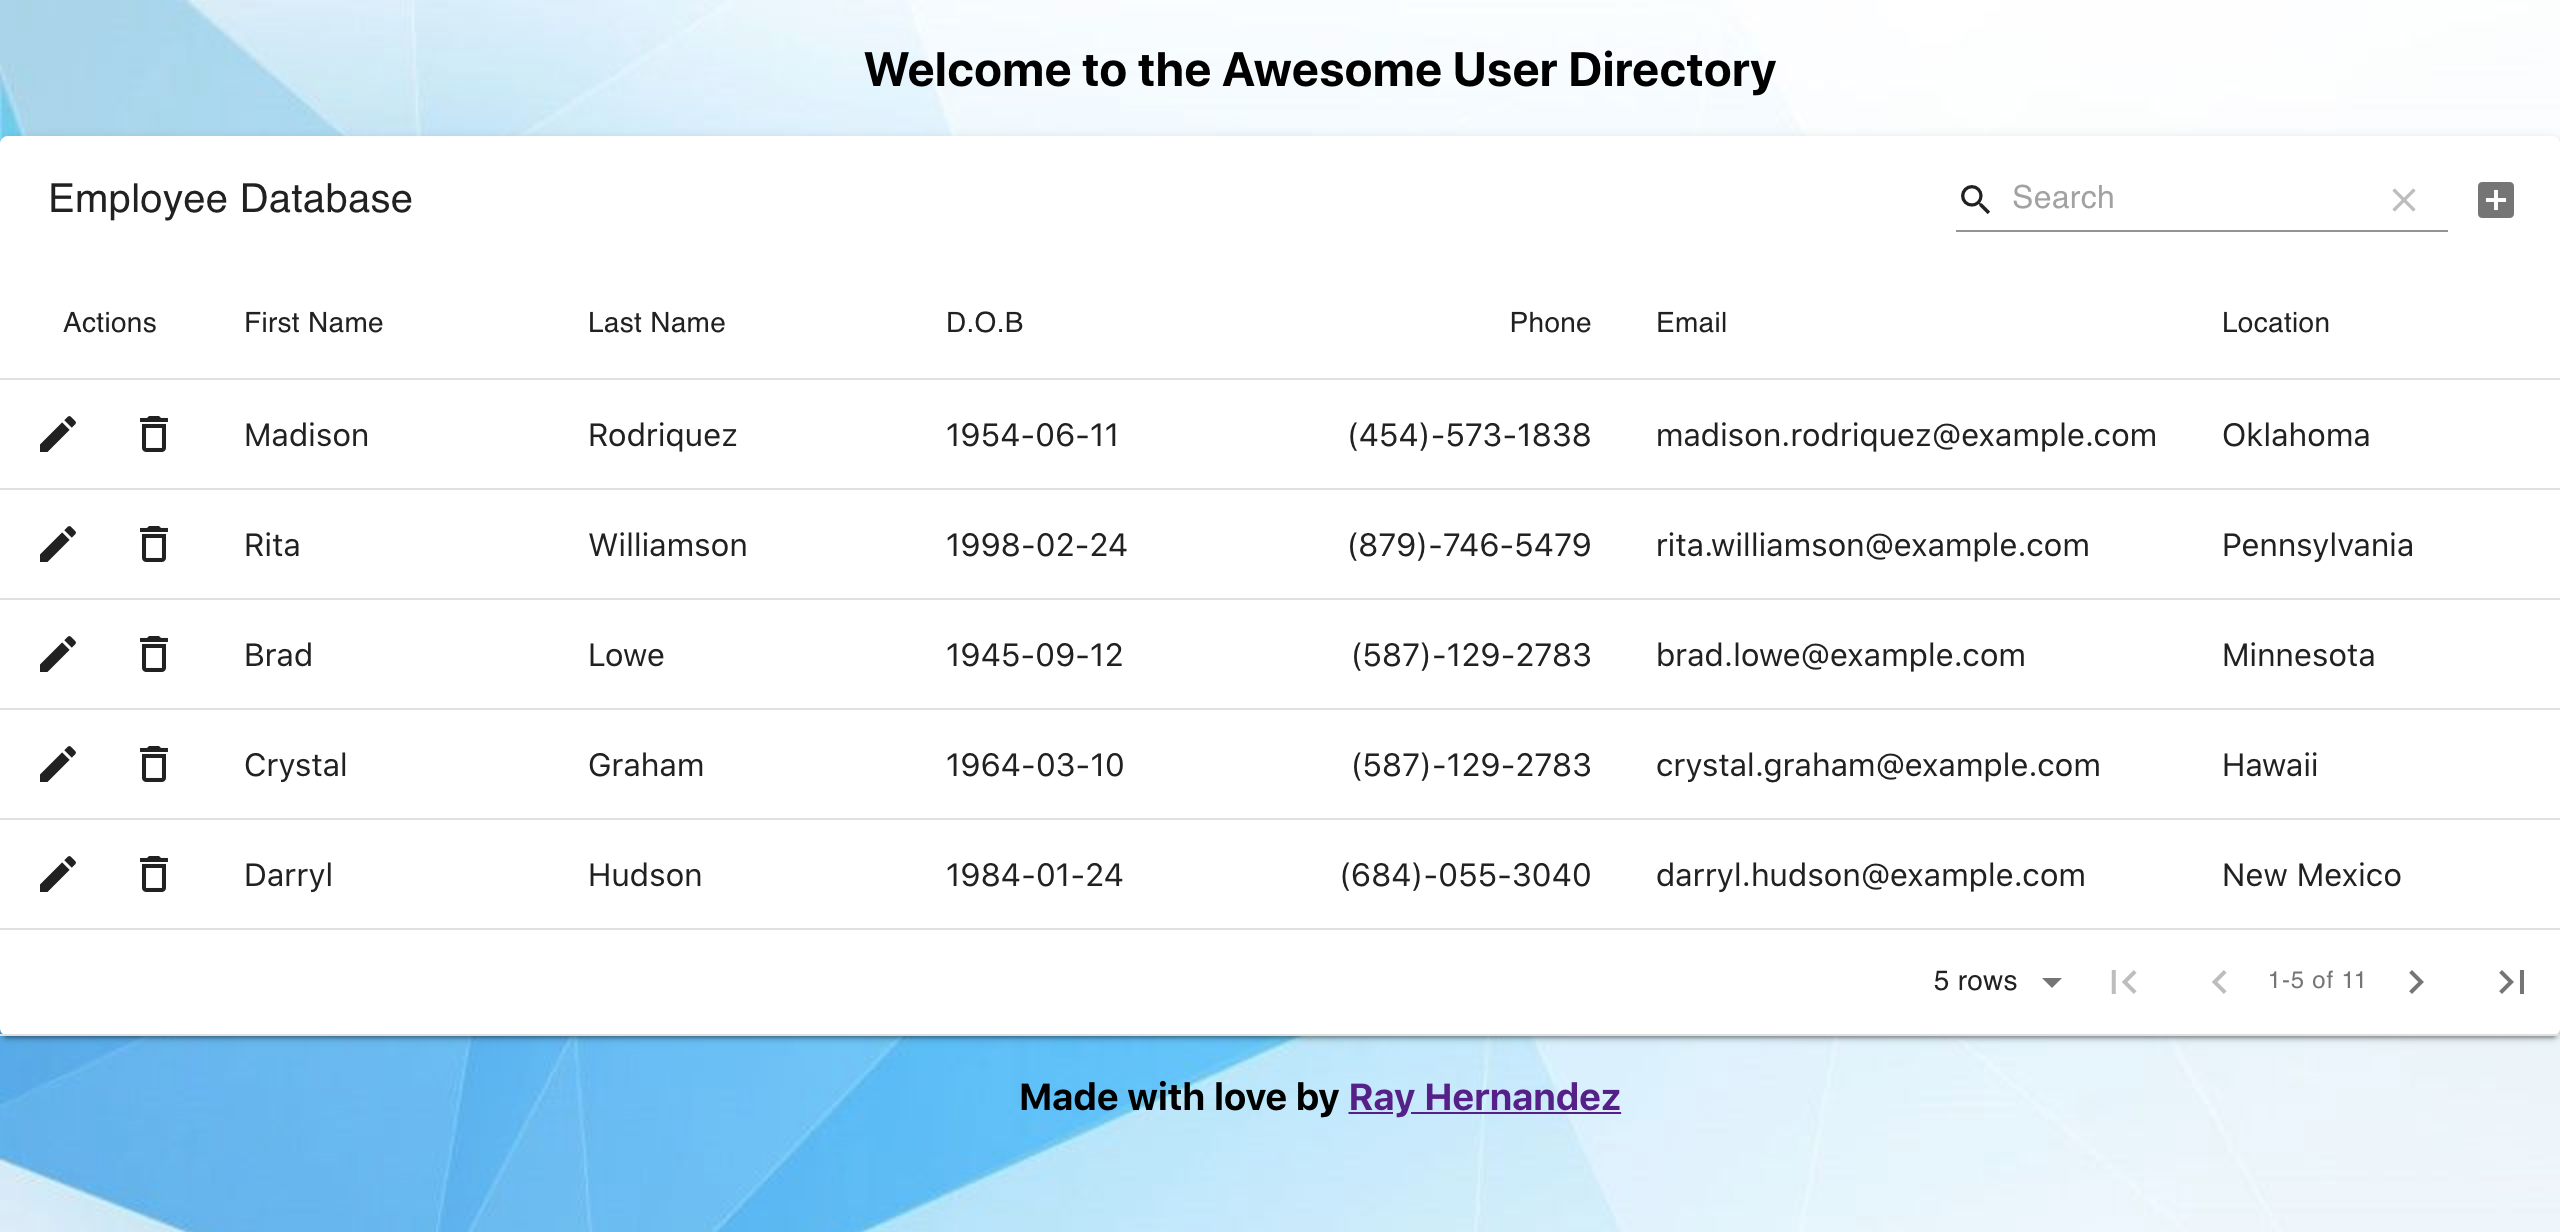 Welcome to the Awesome User Directory
Employee Database
Search
Actions First Name Last Name D.O.B Phone Email Location
Madison Rodriquez 1954-06-11 (454)-573-1838 madison.rodriquez@example.com Oklahoma
Rita Williamson 1998-02-24 (879)-746-5479 rita.williamson@example.com Pennsylvania
Brad Lowe 1945-09-12 (587)-129-2783 brad.lowe@example.com Minnesota
Crystal Graham 1964-03-10 (587)-129-2783 crystal.graham@example.com Hawaii
Darryl Hudson 1984-01-24 (684)-055-3040 darryl.hudson@example.com New Mexico
5 rows 1-5 of 11
Made with love by Ray Hernandez